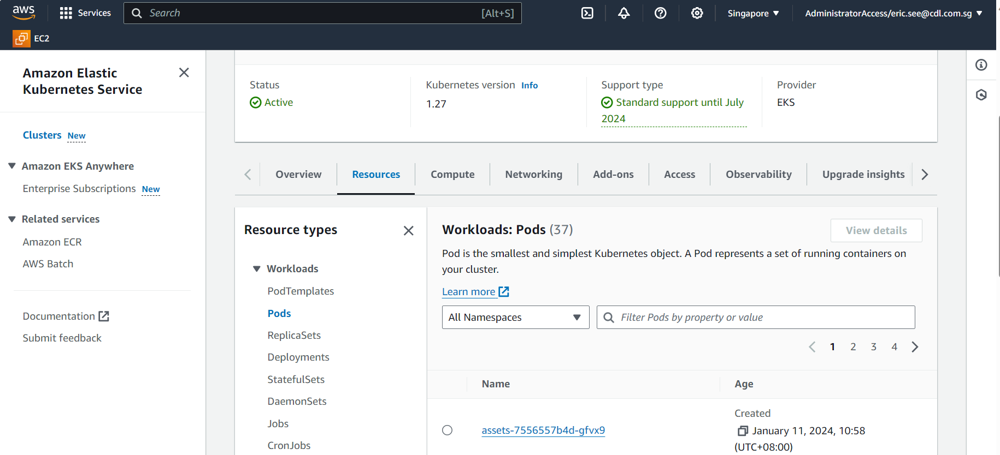 aws
Services
Search
[Alt+S]
Singapore
AdministratorAccess/eric.see@cdl.com.sg
EC2
Amazon Elastic
Kubernetes Service
Clusters New
Amazon EKS Anywhere
Enterprise Subscriptions New
Related services
Amazon ECR
AWS Batch
Documentation
Submit feedback
Status
Active
Kubernetes version Info
1.27
Support type
Standard support until July
2024
Provider
EKS
Overview
Resources
Compute
Networking
Add-ons
Access
Observability
Upgrade insights
Resource types
Workloads
PodTemplates
Pods
ReplicaSets
Deployments
StatefulSets
DaemonSets
Jobs
CronJobs
Workloads: Pods (37)
View details
Pod is the smallest and simplest Kubernetes object. A Pod represents a set of running containers on
your cluster.
Learn more
All Namespaces
Filter Pods by property or value
1 2 3 4
Name
Age
assets-7556557b4d-gfvx9
Created
January 11, 2024, 10:58
(UTC+08:00)